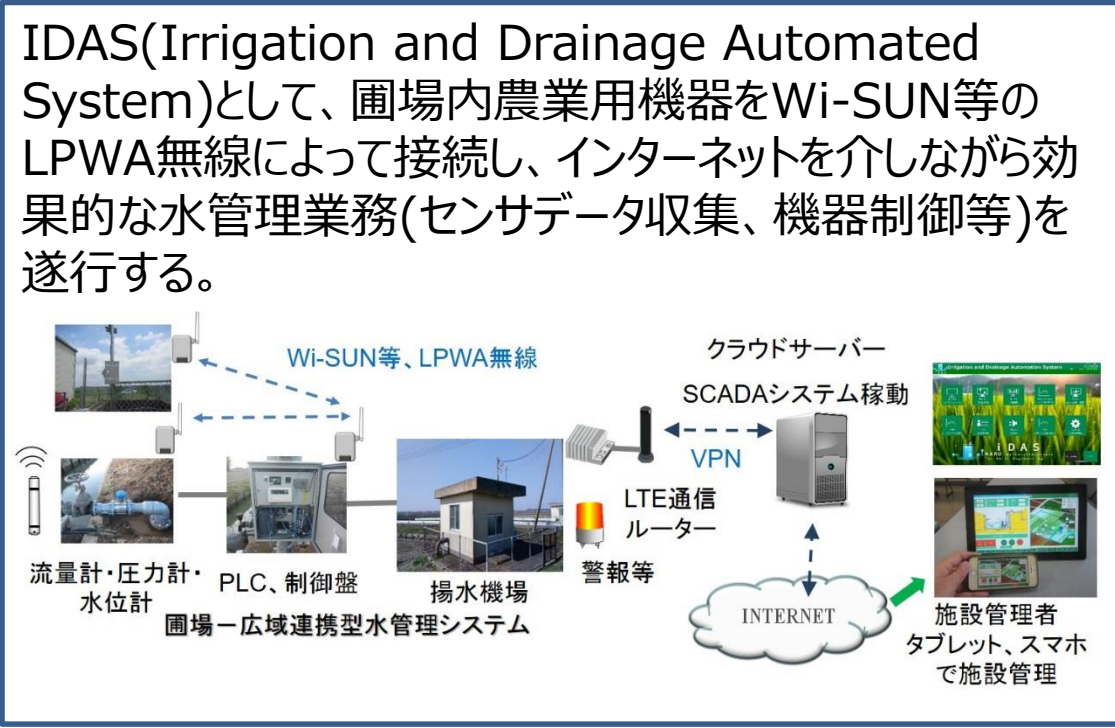 IDAS(Irrigation and Drainage Automated
System)として、圃場内農業用機器をWi-SUN等の
LPWA無線によって接続し、インターネットを介しながら効
果的な水管理業務(センサデータ収集、機器制御等)を
遂行する。
Wi-SUN等、LPWA無線
クラウドサーバー
SCADAシステム稼動
Irrigation and Drainage Automation System
iDAS
VPN
LTE通信
ルーター
流量計・圧力計・
水位計
PLC、制御盤
揚水機場
警報等
圃場－広域連携型水管理システム
INTERNET
施設管理者
タブレット、スマホ
で施設管理